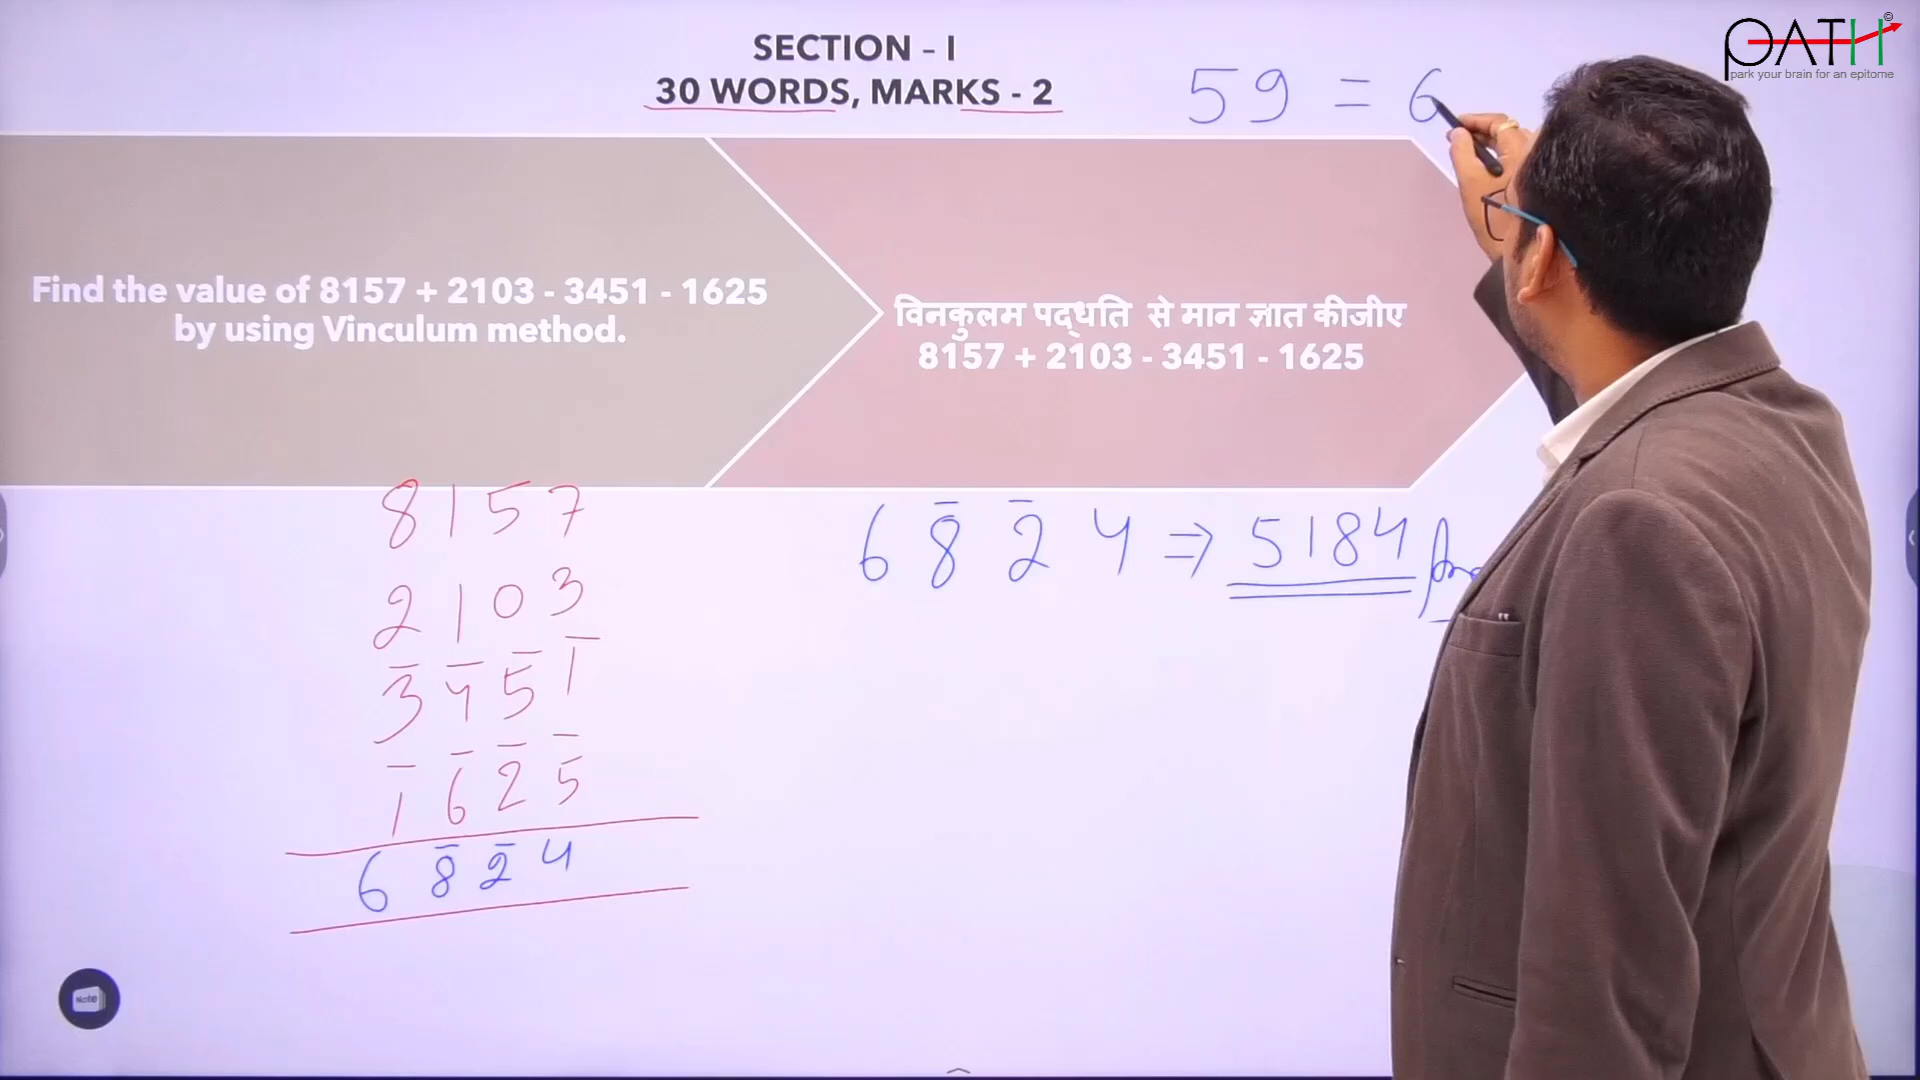 PATH©
park your brain for an epitome
SECTION - I
30 WORDS, MARKS - 2
59 = 6
Find the value of 8157 + 2103 - 3451 - 1625
by using Vinculum method.
विनकुलम पद्धति से मान ज्ञात कीजीए
8157 + 2103 - 3451 - 1625
8157
2103
3̅4̅5̅1̅
1̅6̅2̅5̅
68̅2̅4
68̅2̅4 ⇒ 5184
Note